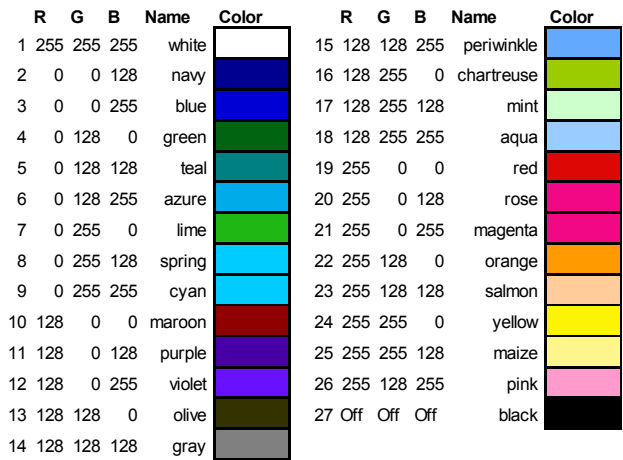 R G B Name Color
1 255 255 255 white
2 0 0 128 navy
3 0 0 255 blue
4 0 128 0 green
5 0 128 128 teal
6 0 128 255 azure
7 0 255 0 lime
8 0 255 128 spring
9 0 255 255 cyan
10 128 0 0 maroon
11 128 0 128 purple
12 128 0 255 violet
13 128 128 0 olive
14 128 128 128 gray
R G B Name Color
15 128 128 255 periwinkle
16 128 255 0 chartreuse
17 128 255 128 mint
18 128 255 255 aqua
19 255 0 0 red
20 255 0 128 rose
21 255 0 255 magenta
22 255 128 0 orange
23 255 128 128 salmon
24 255 255 0 yellow
25 255 255 128 maize
26 255 128 255 pink
27 Off Off Off black